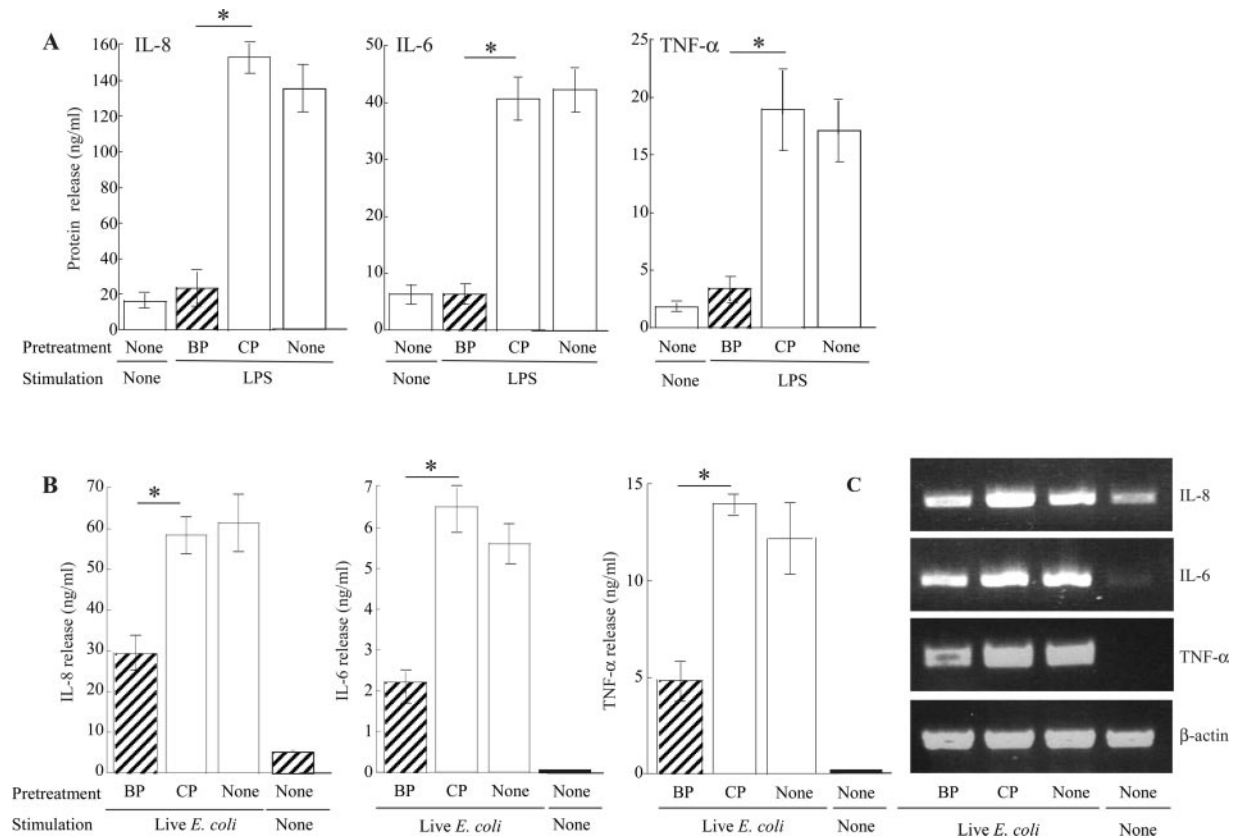 *
*
*
A
IL-8
IL-6
TNF-α
Protein release (ng/ml)
160
140
120
100
80
60
40
20
0
50
40
30
20
10
0
25
20
15
10
5
0
Pretreatment
None
BP
CP
None
None
BP
CP
None
None
BP
CP
None
Stimulation
None
LPS
None
LPS
None
LPS
B
*
*
*
IL-8 release (ng/ml)
70
60
50
40
30
20
10
0
IL-6 release (ng/ml)
7
6
5
4
3
2
1
0
TNF-α release (ng/ml)
15
10
5
0
C
IL-8
IL-6
TNF-α
β-actin
Pretreatment
BP
CP
None
None
BP
CP
None
None
BP
CP
None
None
BP
CP
None
None
Stimulation
Live E. coli
None
Live E. coli
None
Live E. coli
None
Live E. coli
None